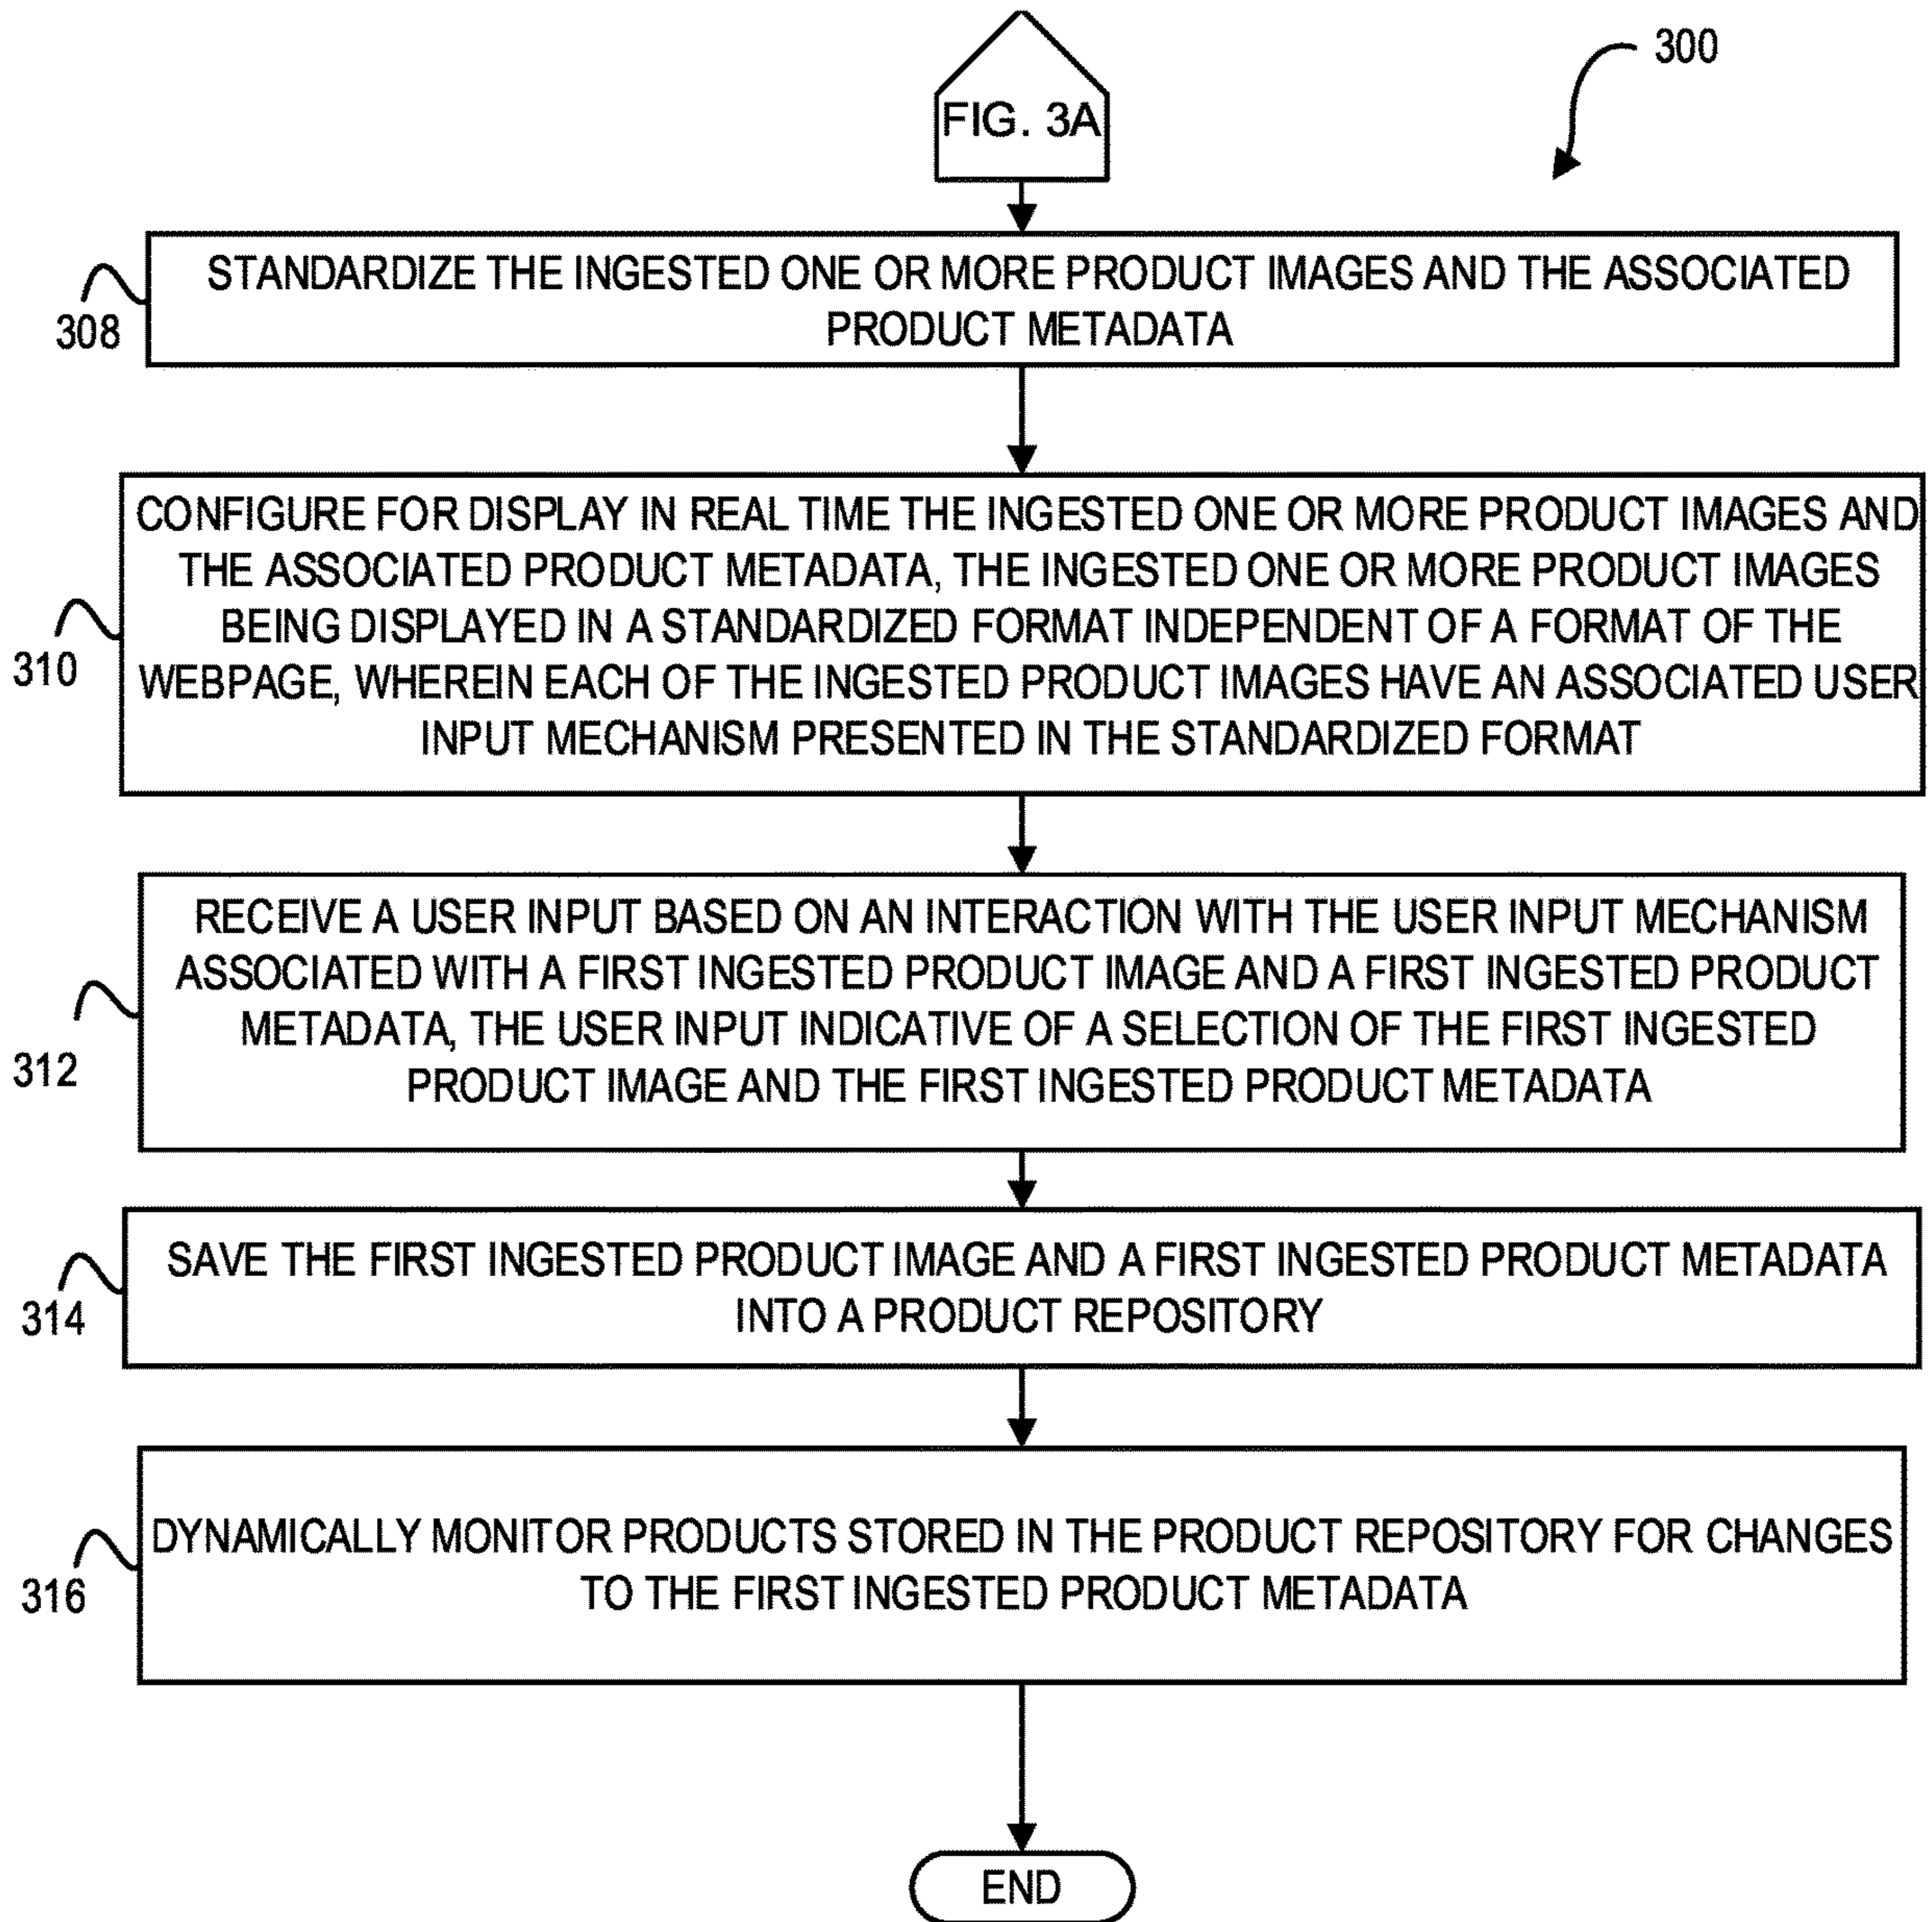 300
FIG. 3A
STANDARDIZE THE INGESTED ONE OR MORE PRODUCT IMAGES AND THE ASSOCIATED
PRODUCT METADATA
308
CONFIGURE FOR DISPLAY IN REAL TIME THE INGESTED ONE OR MORE PRODUCT IMAGES AND
THE ASSOCIATED PRODUCT METADATA, THE INGESTED ONE OR MORE PRODUCT IMAGES
BEING DISPLAYED IN A STANDARDIZED FORMAT INDEPENDENT OF A FORMAT OF THE
WEBPAGE, WHEREIN EACH OF THE INGESTED PRODUCT IMAGES HAVE AN ASSOCIATED USER
INPUT MECHANISM PRESENTED IN THE STANDARDIZED FORMAT
310
RECEIVE A USER INPUT BASED ON AN INTERACTION WITH THE USER INPUT MECHANISM
ASSOCIATED WITH A FIRST INGESTED PRODUCT IMAGE AND A FIRST INGESTED PRODUCT
METADATA, THE USER INPUT INDICATIVE OF A SELECTION OF THE FIRST INGESTED
PRODUCT IMAGE AND THE FIRST INGESTED PRODUCT METADATA
312
SAVE THE FIRST INGESTED PRODUCT IMAGE AND A FIRST INGESTED PRODUCT METADATA
INTO A PRODUCT REPOSITORY
314
DYNAMICALLY MONITOR PRODUCTS STORED IN THE PRODUCT REPOSITORY FOR CHANGES
TO THE FIRST INGESTED PRODUCT METADATA
316
END